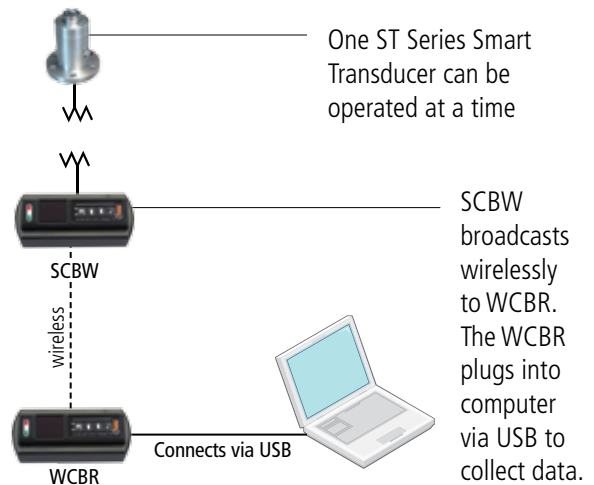 One ST Series Smart
Transducer can be
operated at a time
SCBW
broadcasts
wirelessly
to WCBR.
The WCBR
plugs into
computer
via USB to
collect data.
SCBW
wireless
Connects via USB
WCBR